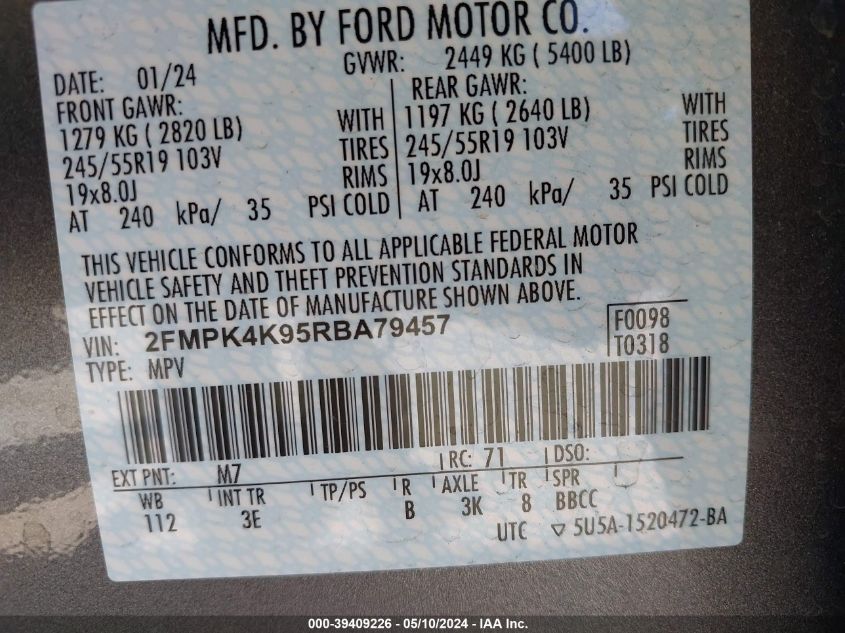 MFD. BY FORD MOTOR CO.
DATE: 01/24 GVWR: 2449 KG ( 5400 LB)
FRONT GAWR: REAR GAWR:
1279 KG ( 2820 LB) WITH 1197 KG ( 2640 LB) WITH
245/55R19 103V TIRES 245/55R19 103V TIRES
19x8.0J RIMS 19x8.0J RIMS
AT 240 kPa/ 35 PSI COLD AT 240 kPa/ 35 PSI COLD
THIS VEHICLE CONFORMS TO ALL APPLICABLE FEDERAL MOTOR
VEHICLE SAFETY AND THEFT PREVENTION STANDARDS IN
EFFECT ON THE DATE OF MANUFACTURE SHOWN ABOVE.
VIN: 2FMPK4K95RBA79457 F0098
TYPE: MPV T0318
EXT PNT: M7 RC: 71 DSO:
WB INT TR TP/PS R AXLE TR SPR
112 3E B 3K 8 BBCC
UTC ▽ 5U5A-1520472-BA
000-39409226 - 05/10/2024 - IAA Inc.